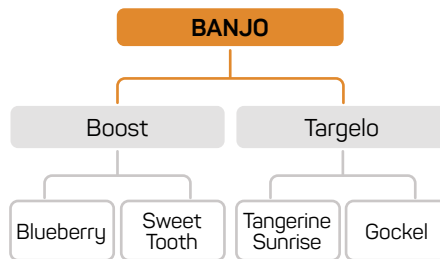 BANJO
Boost
Targelo
Blueberry
Sweet
Tooth
Tangerine
Sunrise
Gockel